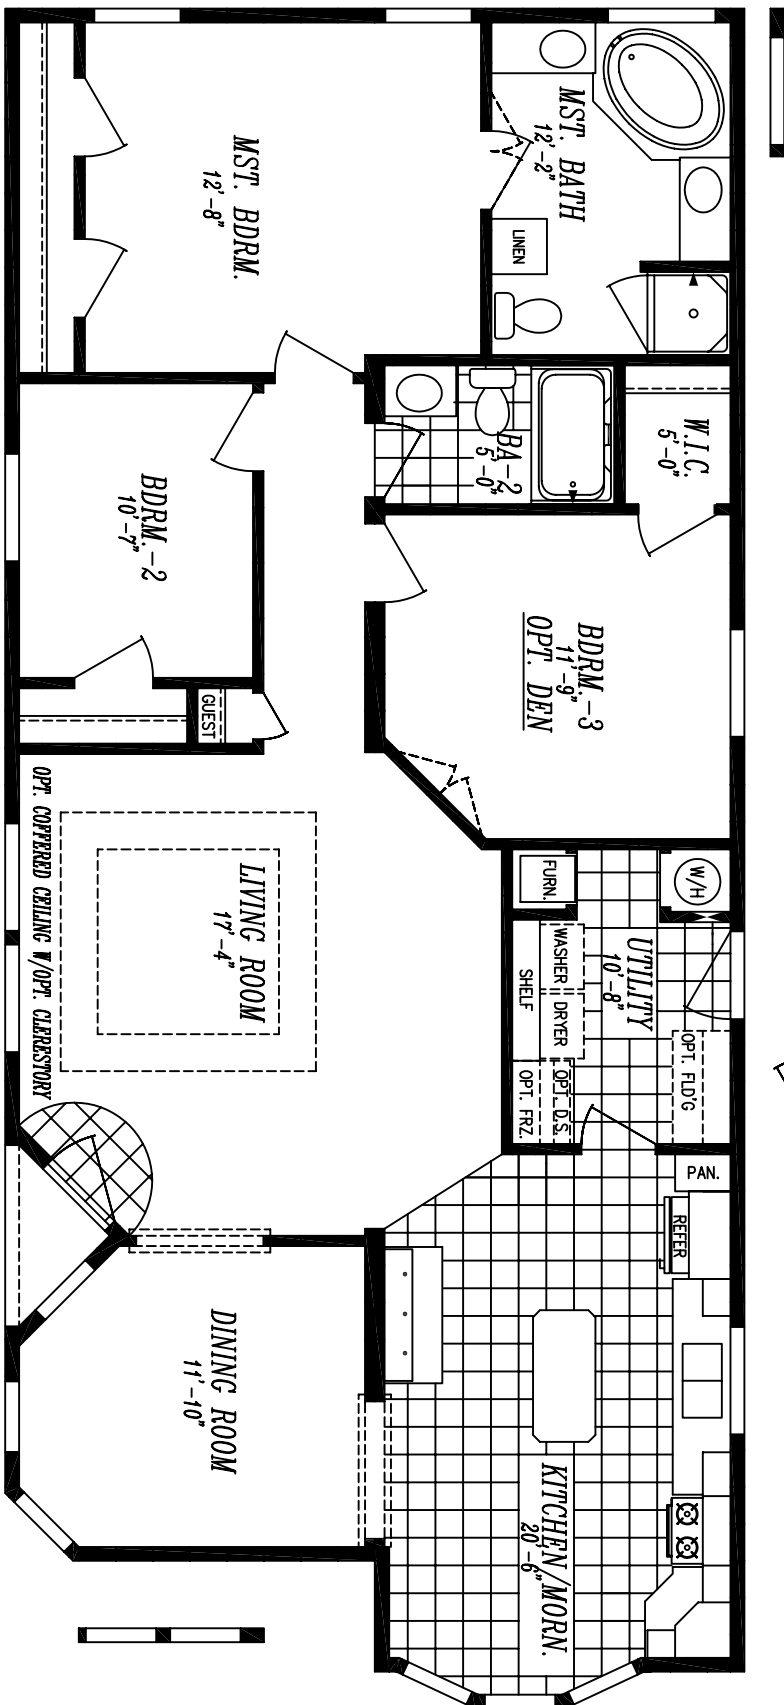 MST. BATH
12'-2"
LINEN
MST. BDRM.
12'-8"
W.I.C.
5'-0"
BA-2
5'-0"
BDRM.-2
10'-7"
BDRM.-3
11'-9"
OPT. DEN
GUEST
W/H
FURN.
UTILITY
10'-8"
WASHER
DRYER
SHELF
OPT. D.S.
OPT. FRZ.
OPT. FLD'G
LIVING ROOM
17'-4"
OPT. COFFERED CEILING W/OPT. CLERESTORY
PAN.
REFER
DINING ROOM
11'-10"
KITCHEN/MORN.
20'-6"